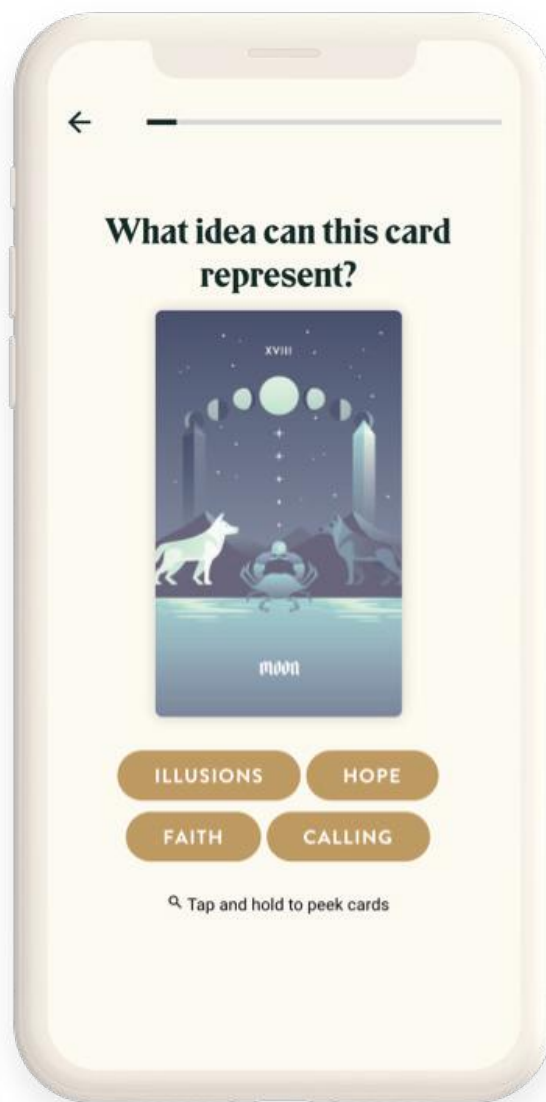 What idea can this card
represent?
XVIII
moon
ILLUSIONS HOPE
FAITH CALLING
Tap and hold to peek cards